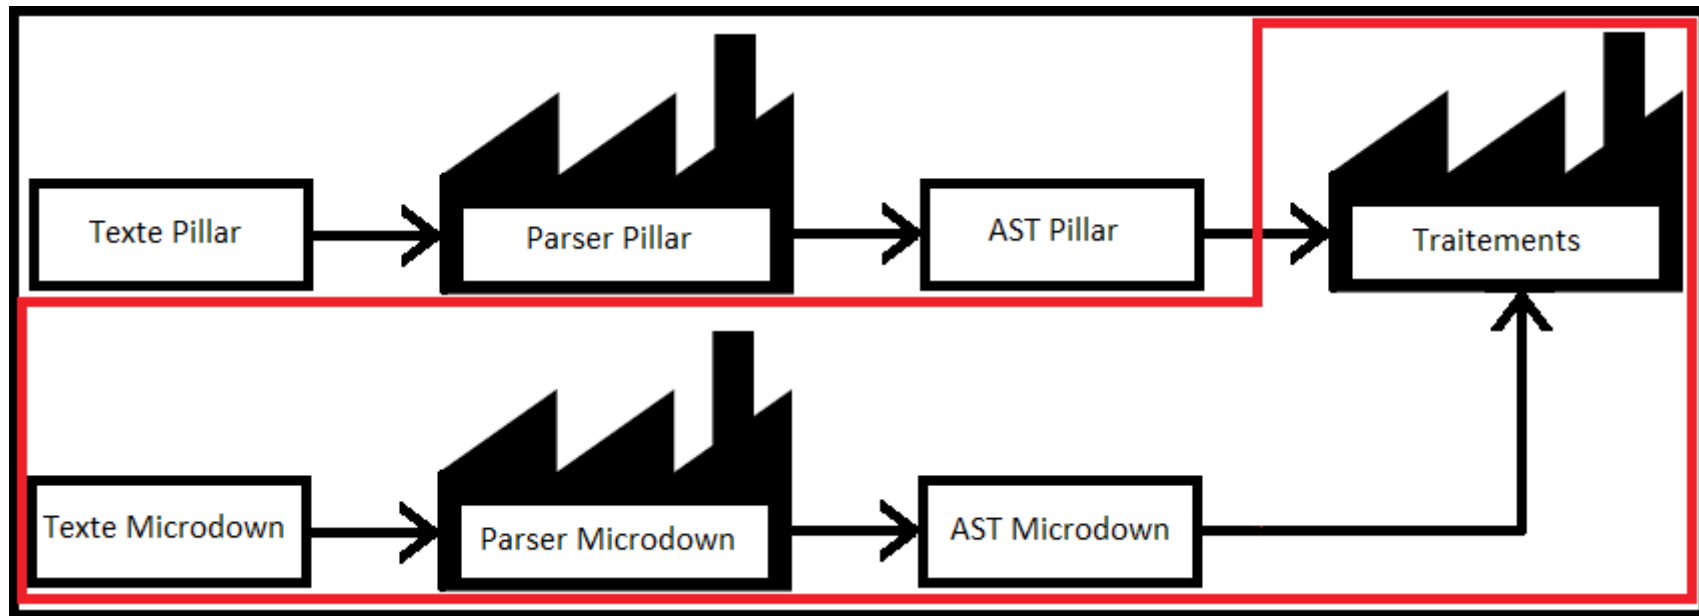 Texte Pillar
Parser Pillar
AST Pillar
Traitements
Texte Microdown
Parser Microdown
AST Microdown